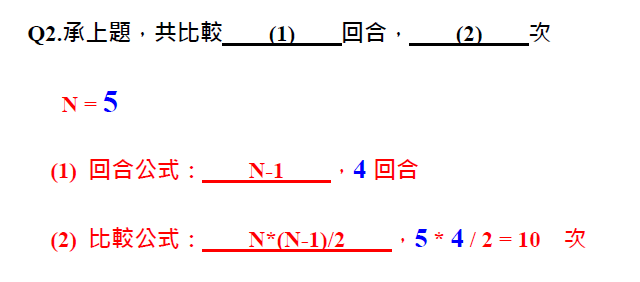 Q2.承上題，共比較 (1) 回合， (2) 次
N = 5
(1) 回合公式： N-1 ，4 回合
(2) 比較公式： N*(N-1)/2 ，5 * 4 / 2 = 10 次